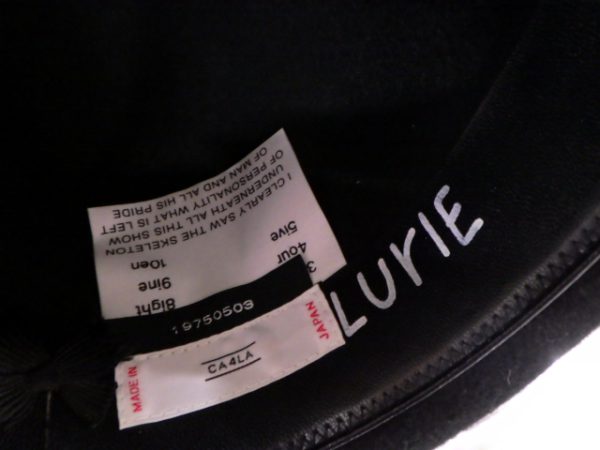 3 8ight
4our 9ine
5ive 10en
I CLEARLY SAW THE SKELETON
UNDERNEATH ALL THIS SHOW
OF PERSONALITY WHAT IS LEFT
OF MAN AND ALL HIS PRIDE
19750503
MADE IN CA4LA JAPAN
LUrIE